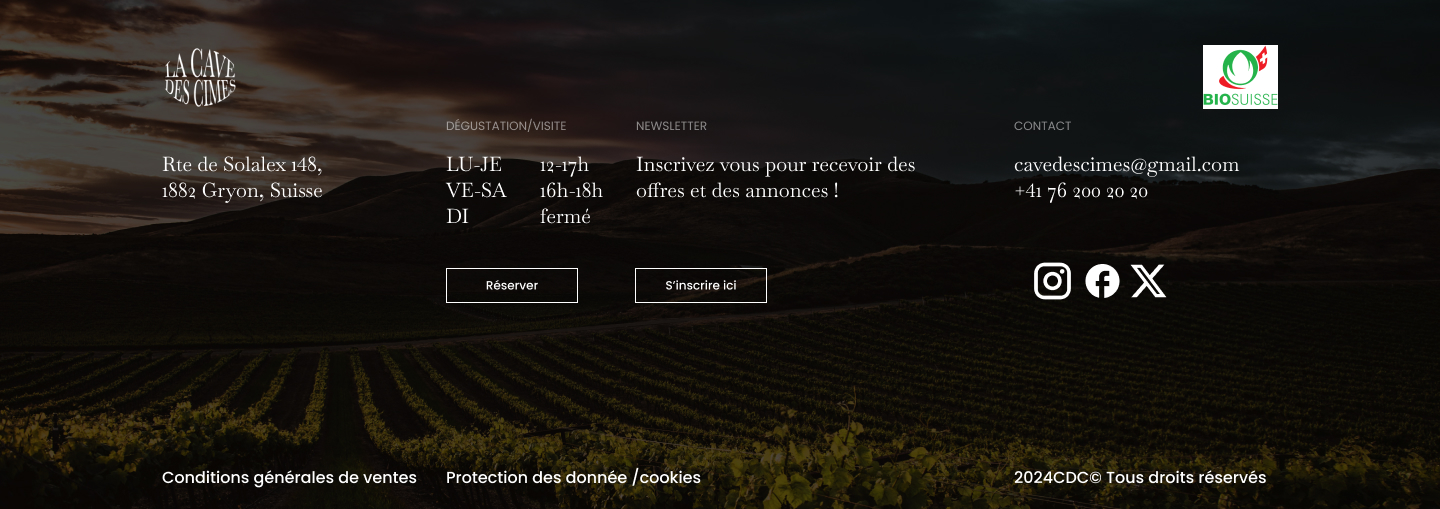 LA CAVE
DES CIMES
BIOSUISSE
DÉGUSTATION/VISITE
NEWSLETTER
CONTACT
Rte de Solalex 148,
1882 Gryon, Suisse
LU-JE 12-17h
VE-SA 16h-18h
DI fermé
Inscrivez vous pour recevoir des
offres et des annonces !
cavedescimes@gmail.com
+41 76 200 20 20
Réserver
S'inscrire ici
Conditions générales de ventes
Protection des donnée /cookies
2024CDC© Tous droits réservés